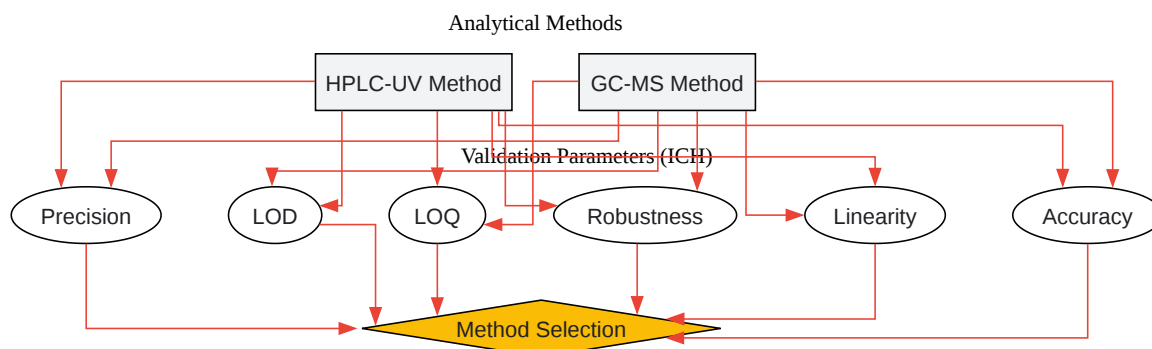 Analytical Methods
HPLC-UV Method
GC-MS Method
Validation Parameters (ICH)
Precision
LOD
LOQ
Robustness
Linearity
Accuracy
Method Selection